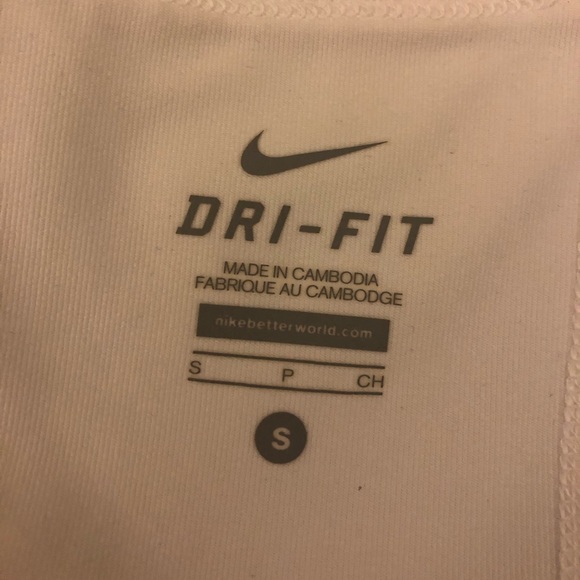 DRI-FIT
MADE IN CAMBODIA
FABRIQUE AU CAMBODGE
nikebetterworld.com
S P CH
S